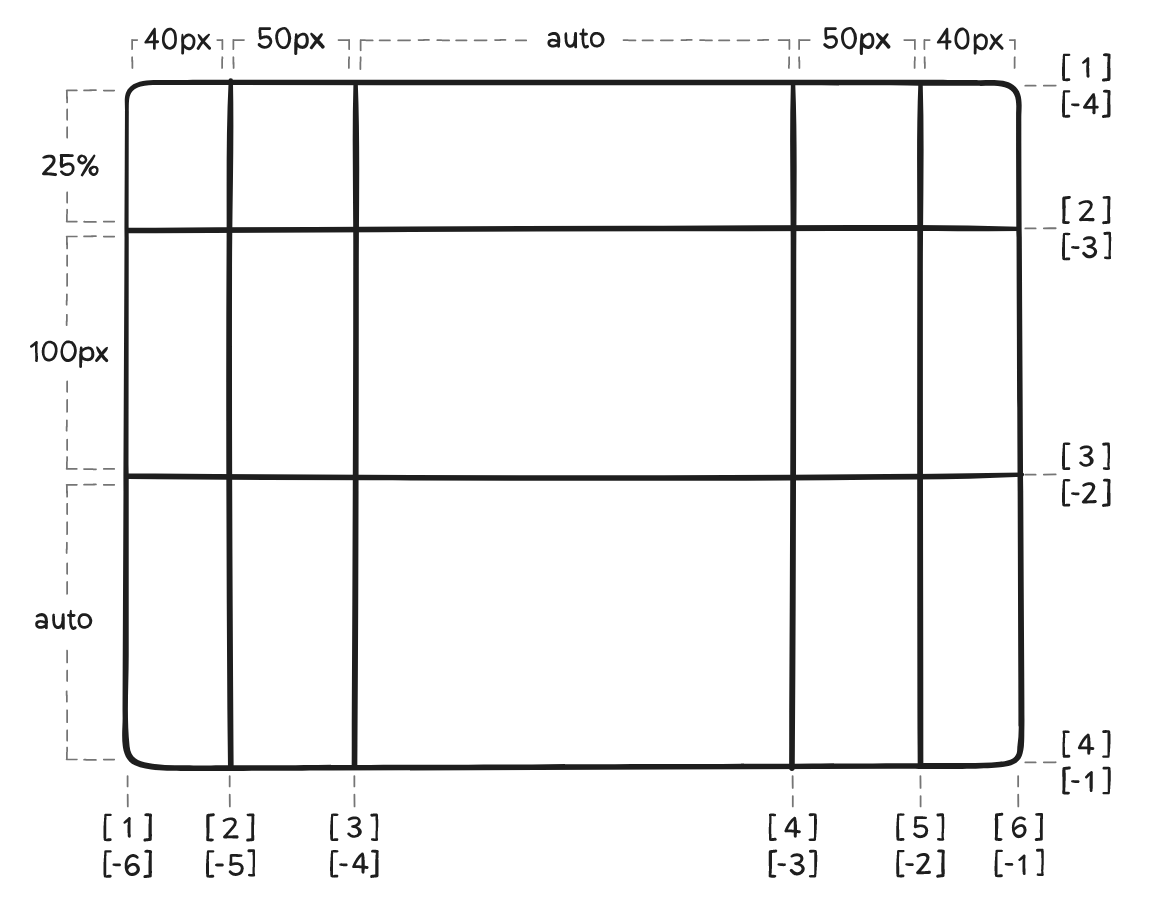 40px 50px auto 50px 40px
[1]
[-4]
25%
[2]
[-3]
100px
[3]
[-2]
auto
[4]
[-1]
[1] [2] [3] [4] [5] [6]
[-6] [-5] [-4] [-3] [-2] [-1]